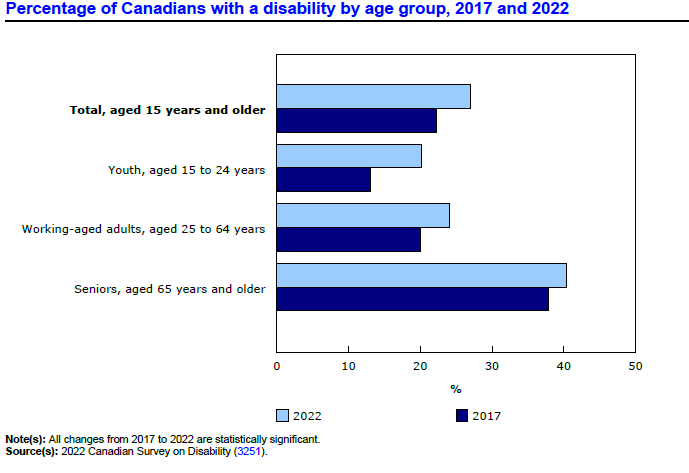 Percentage of Canadians with a disability by age group, 2017 and 2022
Total, aged 15 years and older
Youth, aged 15 to 24 years
Working-aged adults, aged 25 to 64 years
Seniors, aged 65 years and older
0 10 20 30 40 50
%
2022 2017
Note(s): All changes from 2017 to 2022 are statistically significant.
Source(s): 2022 Canadian Survey on Disability (3251).